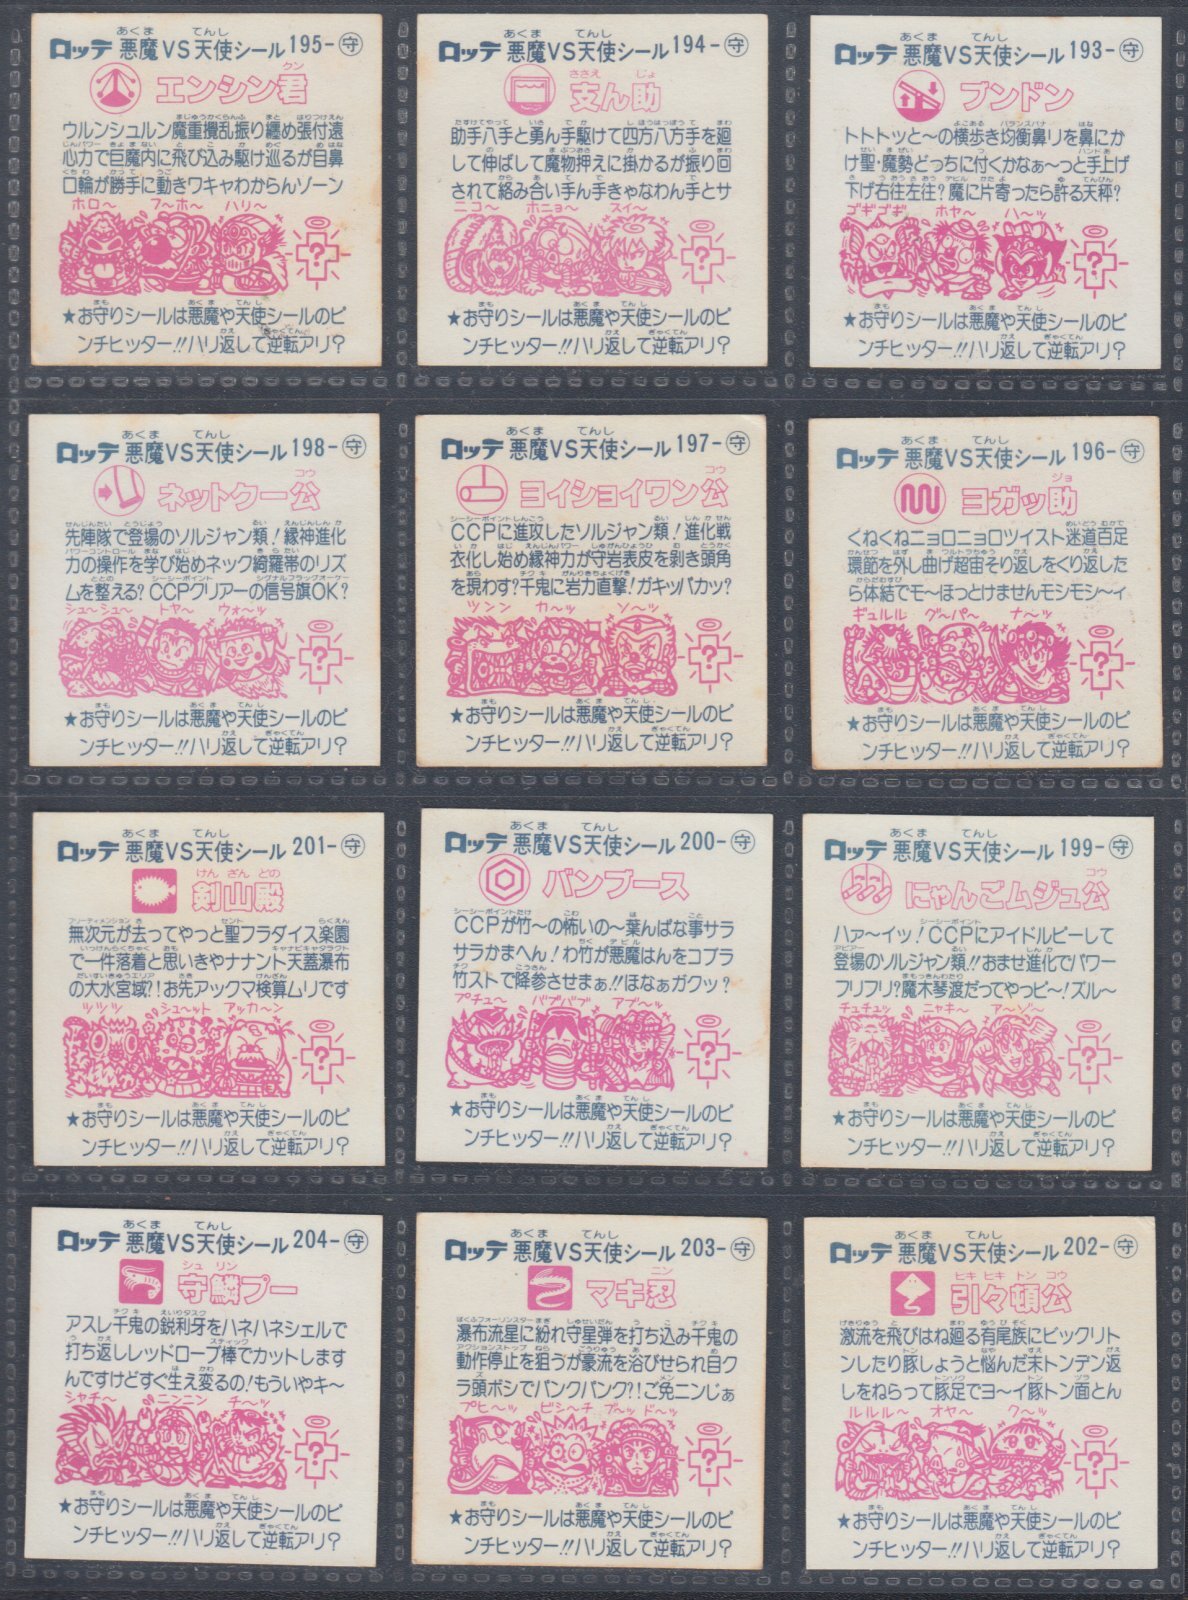 ロッテ 悪魔VS天使シール 195-守
エンシン君
ウルンシュルン魔重攪乱振り纏め張付遠
心力で巨魔内に飛び込み駆け巡るが目鼻
口輪が勝手に動きワキャわからんゾーン
ホロ～ フ～ホ～ ハリ～
?
★お守りシールは悪魔や天使シールのピ
ンチヒッター!!ハリ返して逆転アリ?
ロッテ 悪魔VS天使シール 194-守
支ん助
助手八手と勇ん手駆けて四方八方手を廻
して伸ばして魔物押えに掛かるが振り回
されて絡み合い手ん手きゃなわん手とサ
ニコ～ ホニョ～ スイ～
?
★お守りシールは悪魔や天使シールのピ
ンチヒッター!!ハリ返して逆転アリ?
ロッテ 悪魔VS天使シール 193-守
ブンドン
トトトッと～の横歩き均衡鼻リを鼻にか
け聖・魔勢どっちに付くかなぁ～っと手上げ
下げ右往左往?魔に片寄ったら許る天秤?
ゴギゴギ ホヤ～ ハ～ッ
?
★お守りシールは悪魔や天使シールのピ
ンチヒッター!!ハリ返して逆転アリ?
ロッテ 悪魔VS天使シール 198-守
ネットクー公
先陣隊で登場のソルジャン類!縁神進化
力の操作を学び始めネック綺羅帯のリズ
ムを整える?CCPクリアーの信号旗OK?
シュ～シュ～ トヤ～ ウォ～ッ
?
★お守りシールは悪魔や天使シールのピ
ンチヒッター!!ハリ返して逆転アリ?
ロッテ 悪魔VS天使シール 197-守
ヨイショイワン公
CCPに進攻したソルジャン類!進化戦
衣化し始め縁神力が守岩表皮を剥き頭角
を現わす?千鬼に岩力直撃!ガキッパカッ?
ツンン カ～ッ ソ～ッ
?
★お守りシールは悪魔や天使シールのピ
ンチヒッター!!ハリ返して逆転アリ?
ロッテ 悪魔VS天使シール 196-守
ヨガッ助
くねくねニョロニョロツイスト迷道百足
環節を外し曲げ超宙そり返しをくり返した
ら体結でモ～ほっとけませんモシモシ～ィ
ギュルル グ～パ～ ナ～ッ
?
★お守りシールは悪魔や天使シールのピ
ンチヒッター!!ハリ返して逆転アリ?
ロッテ 悪魔VS天使シール 201-守
剣山殿
無次元が去ってやっと聖フラダイス楽園
で一件落着と思いきやナナント天蓋瀑布
の大水宮域?!お先アックマ検算ムリです
ツツツ シュ～ット アッカ～ン
?
★お守りシールは悪魔や天使シールのピ
ンチヒッター!!ハリ返して逆転アリ?
ロッテ 悪魔VS天使シール 200-守
バンブース
CCPが竹～の怖いの～葉んばな事サラ
サラかまへん!わ竹が悪魔はんをコブラ
竹ストで降参させまぁ!!ほなぁガクッ?
プチュ～ バブバブ アブ～ッ
?
★お守りシールは悪魔や天使シールのピ
ンチヒッター!!ハリ返して逆転アリ?
ロッテ 悪魔VS天使シール 199-守
にゃんごムジュ公
ハァ～イッ!CCPにアイドルピーして
登場のソルジャン類!!おませ進化でパワー
フリフリ?魔木琴渡だってやっピ～!ズル～
チュチュッ ニャキ～ ア～ゾ～
?
★お守りシールは悪魔や天使シールのピ
ンチヒッター!!ハリ返して逆転アリ?
ロッテ 悪魔VS天使シール 204-守
守鱗プー
アスレ千鬼の鋭利牙をハネハネシェルで
打ち返しレッドロープ棒でカットします
んですけどすぐ生え変るの!もういやキ～
シャチ～ ニンニン チ～ッ
?
★お守りシールは悪魔や天使シールのピ
ンチヒッター!!ハリ返して逆転アリ?
ロッテ 悪魔VS天使シール 203-守
マキ忍
瀑布流星に紛れ守星弾を打ち込み千鬼の
動作停止を狙うが豪流を浴びせられ目ク
ラ頭ボシでパンクパンク?!ご免ニンじぁ
プヒ～ッ ビシ～チ ブ～ッド～ッ
?
★お守りシールは悪魔や天使シールのピ
ンチヒッター!!ハリ返して逆転アリ?
ロッテ 悪魔VS天使シール 202-守
引々頓公
激流を飛びはね廻る有尾族にビックリト
ンしたり豚しようと悩んだ末トンデン返
しをねらって豚足でヨ～イ豚トン面とん
ルルル～ オヤ～ ク～ッ
?
★お守りシールは悪魔や天使シールのピ
ンチヒッター!!ハリ返して逆転アリ?